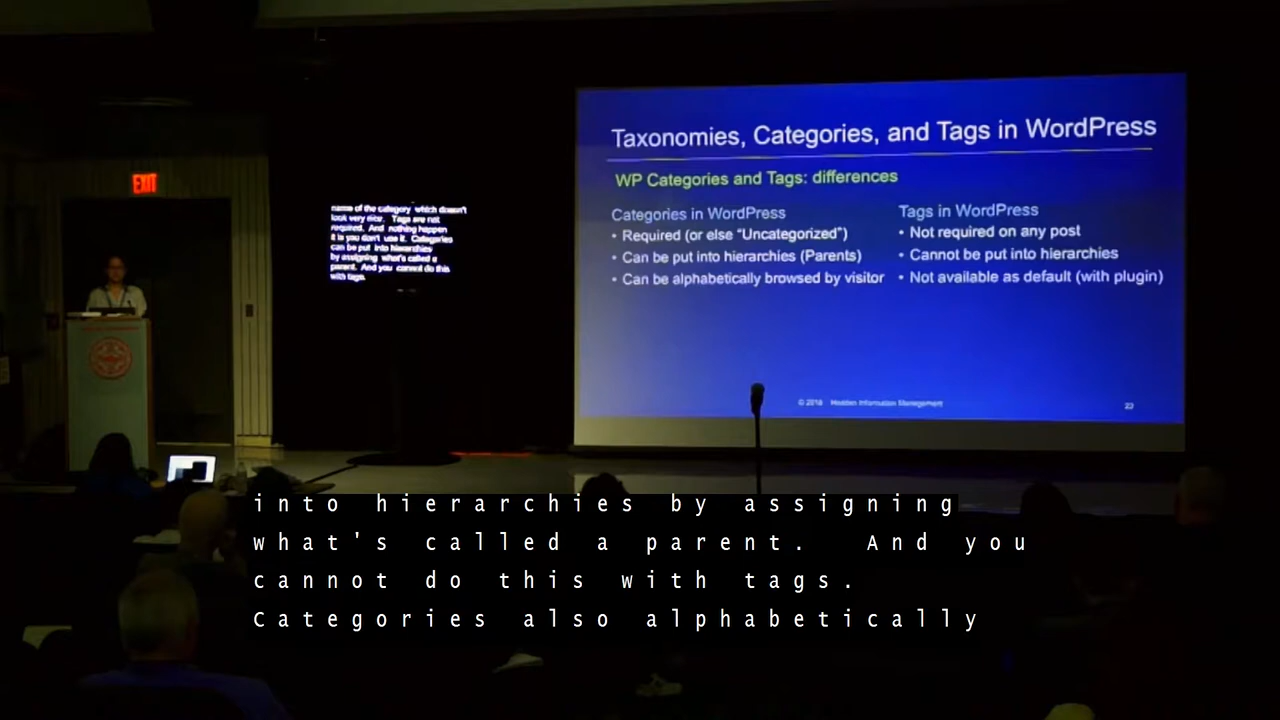 EXIT
name of the category which doesn't
look very nice. Tags are not
required. And nothing happen
it is you don't use it. Categories
can be put into hierarchies
by assigning what's called a
parent. And you cannot do this
with tags.
Taxonomies, Categories, and Tags in WordPress
WP Categories and Tags: differences
Categories in WordPress
• Required (or else “Uncategorized”)
• Can be put into hierarchies (Parents)
• Can be alphabetically browsed by visitor
Tags in WordPress
• Not required on any post
• Cannot be put into hierarchies
• Not available as default (with plugin)
Information Management
into hierarchies by assigning
what's called a parent. And you
cannot do this with tags.
Categories also alphabetically